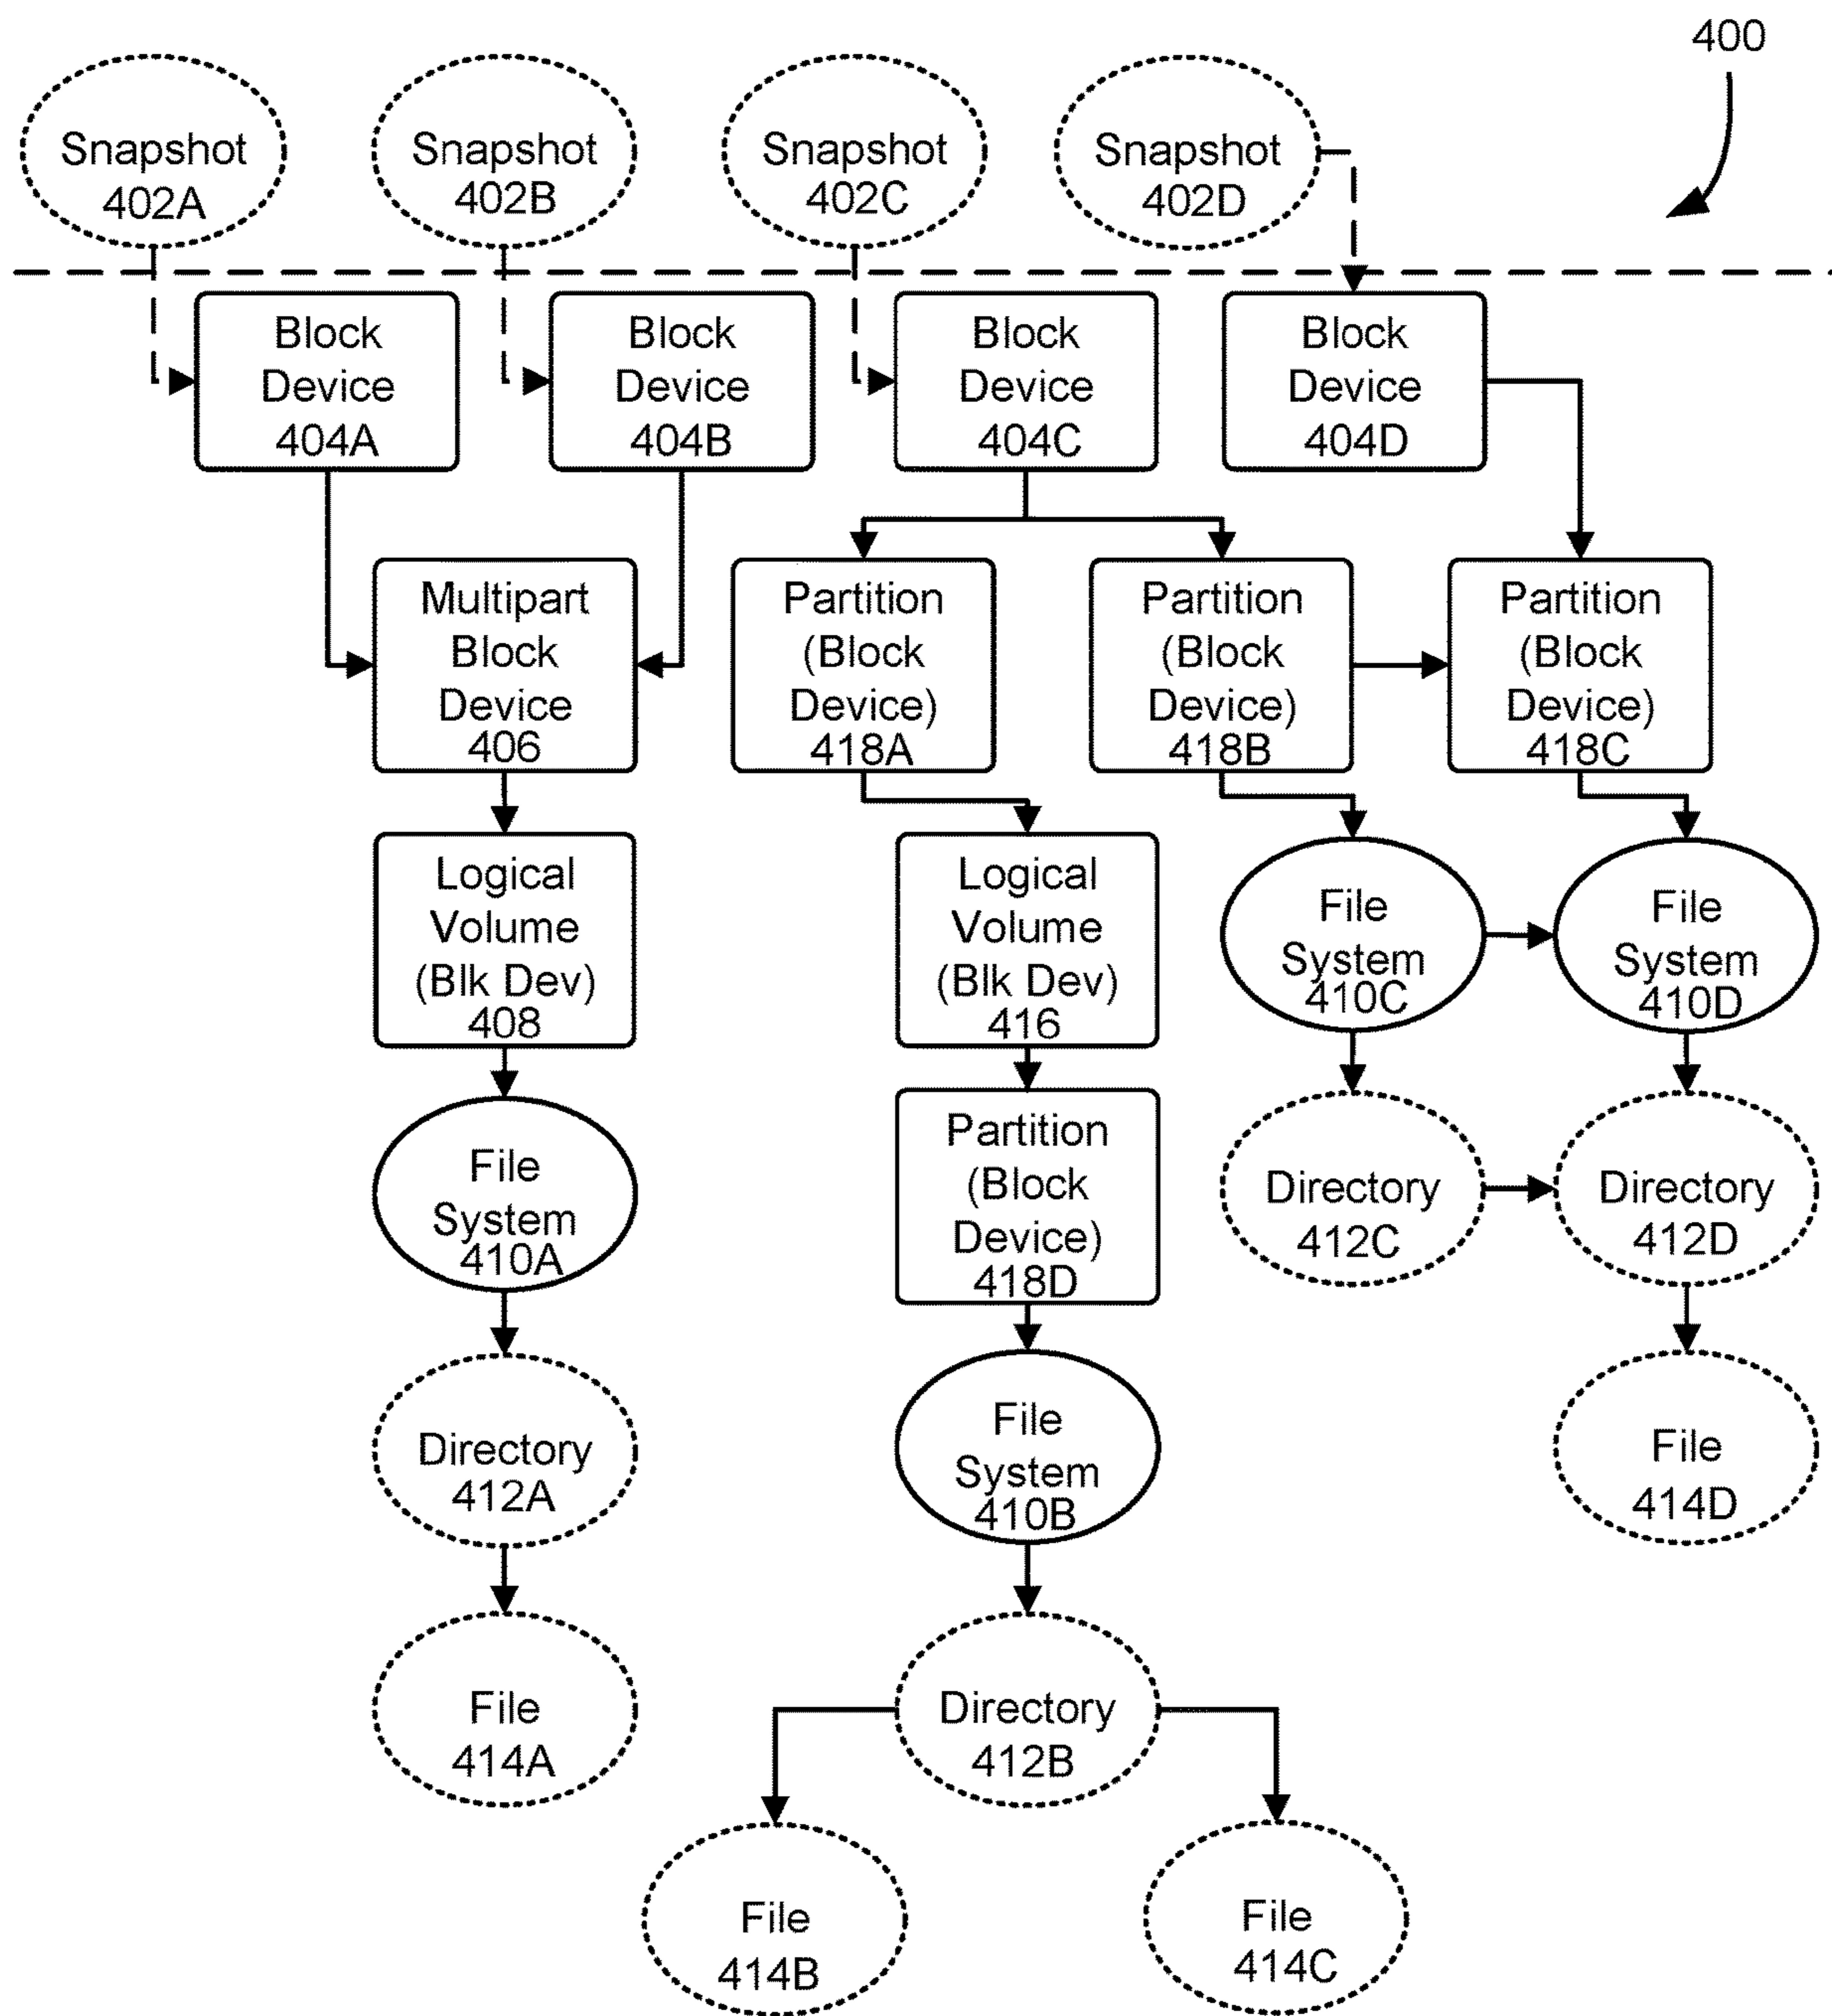 400
Snapshot
402A
Snapshot
402B
Snapshot
402C
Snapshot
402D
Block
Device
404A
Block
Device
404B
Block
Device
404C
Block
Device
404D
Multipart
Block
Device
406
Partition
(Block
Device)
418A
Partition
(Block
Device)
418B
Partition
(Block
Device)
418C
Logical
Volume
(Blk Dev)
408
Logical
Volume
(Blk Dev)
416
File
System
410C
File
System
410D
File
System
410A
Partition
(Block
Device)
418D
Directory
412C
Directory
412D
Directory
412A
File
System
410B
File
414D
File
414A
Directory
412B
File
414B
File
414C